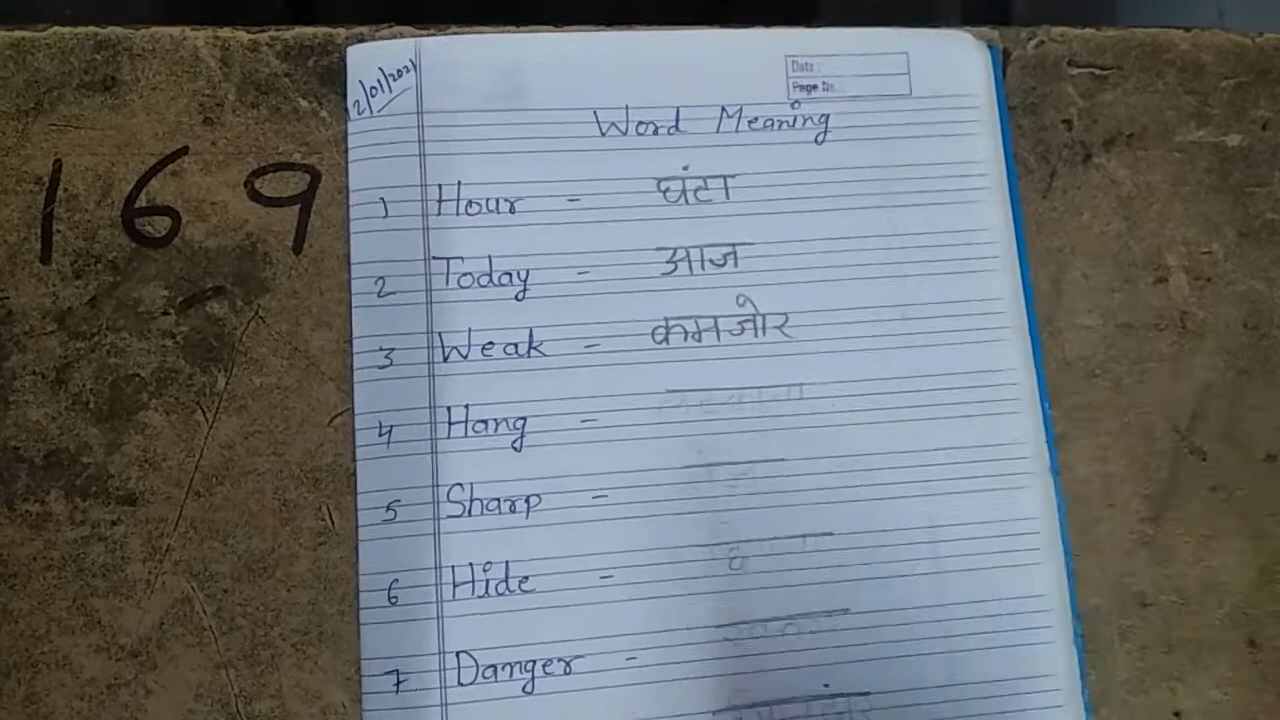 169
2/01/2021
Date :
Page No.
Word Meaning
1 Hour - घंटा
2 Today - आज
3 Weak - कमजोर
4 Hang -
5 Sharp -
6 Hide -
7 Danger -